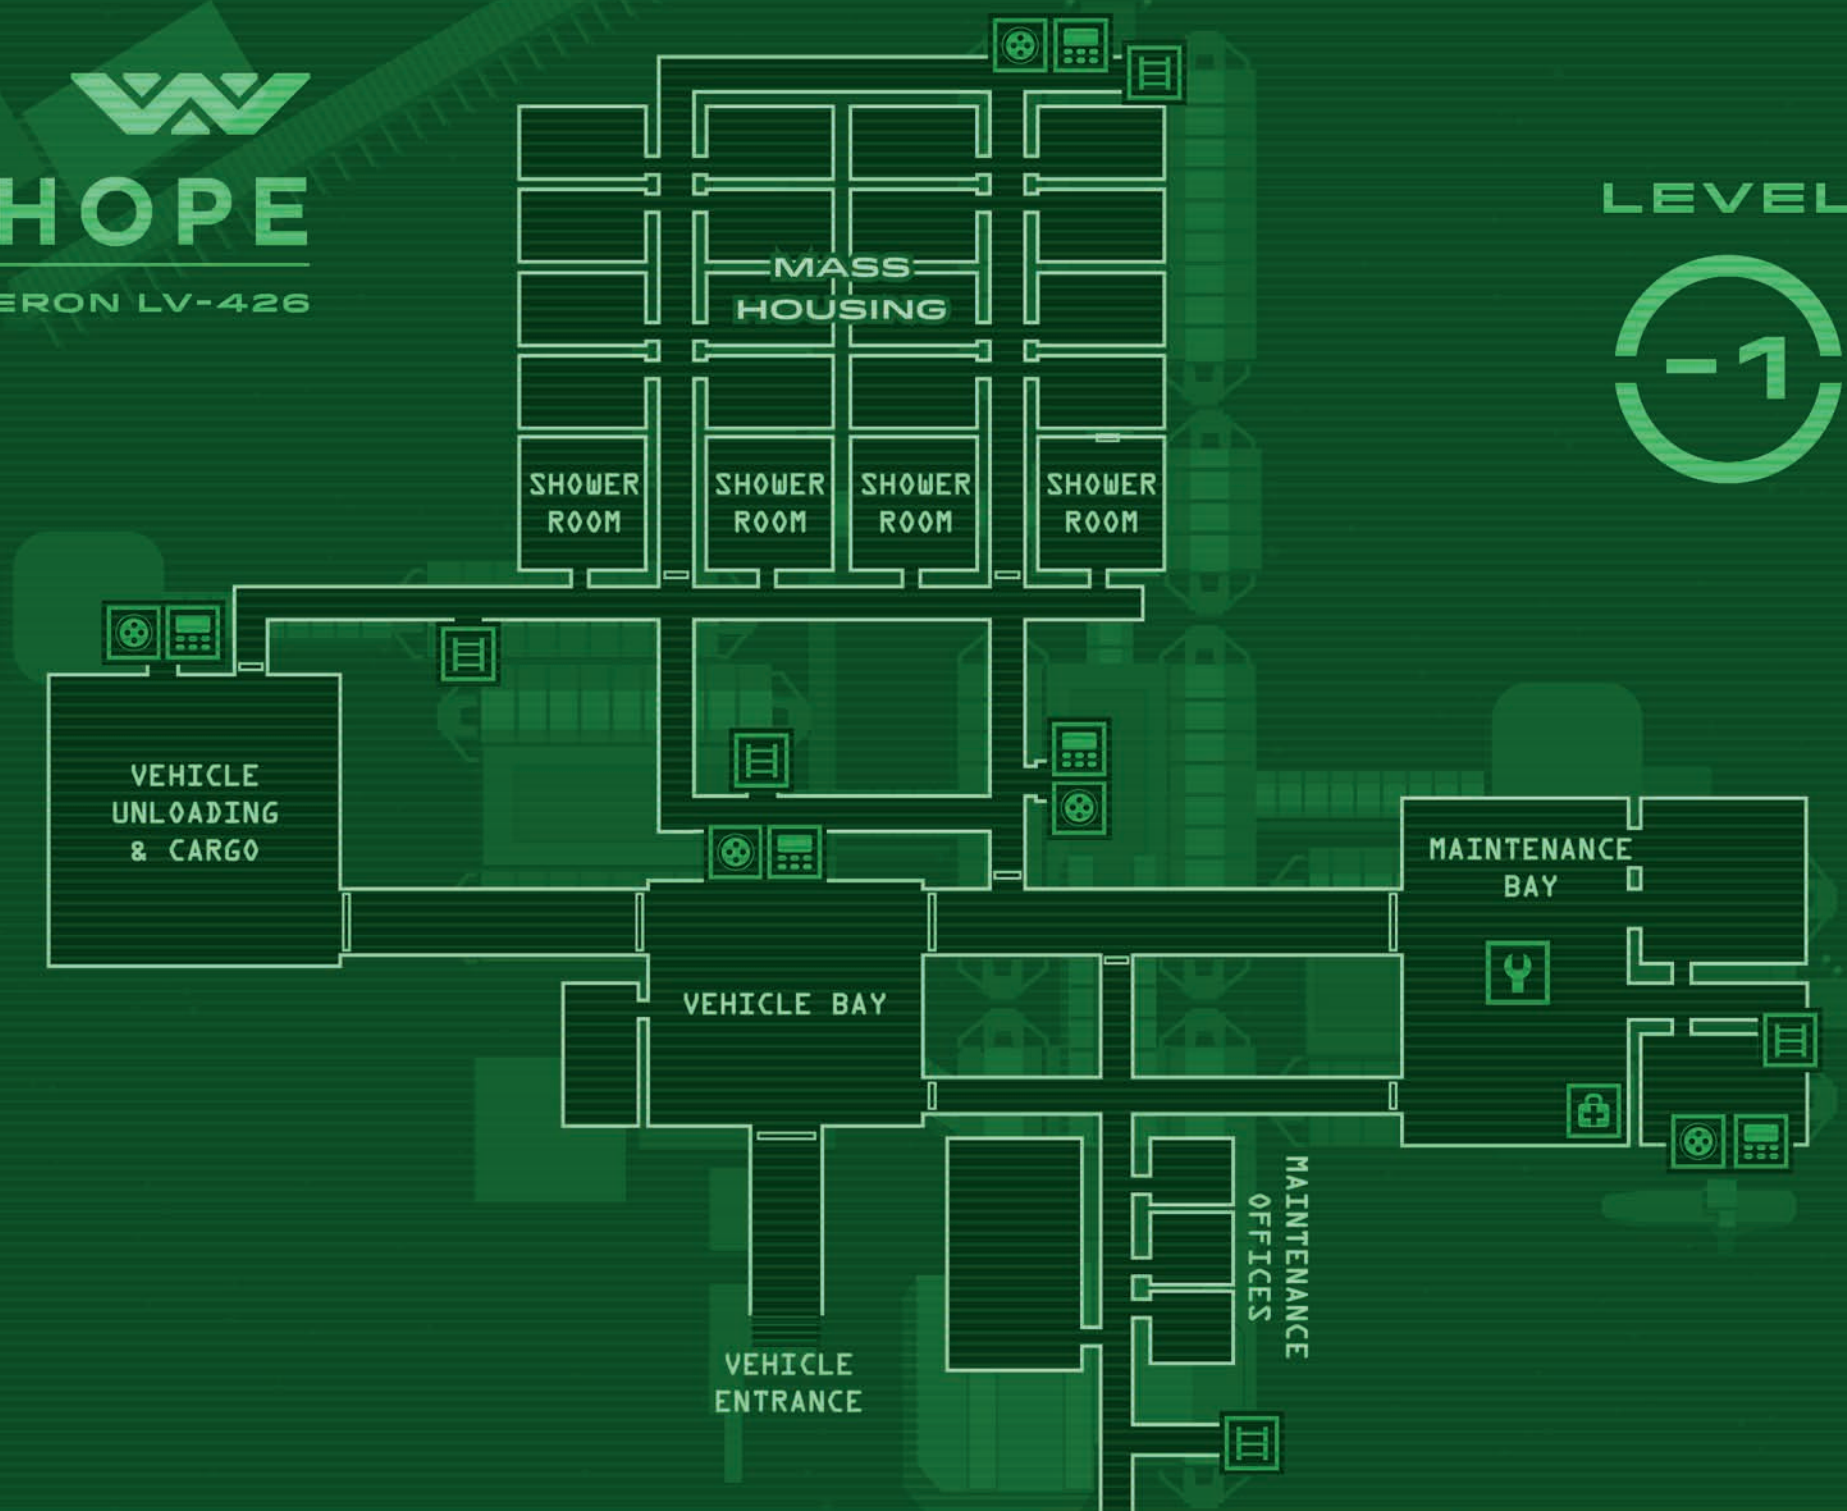 HOPE
ERON LV-426
LEVEL
-1
MASS
HOUSING
SHOWER
ROOM
SHOWER
ROOM
SHOWER
ROOM
SHOWER
ROOM
VEHICLE
UNLOADING
& CARGO
MAINTENANCE
BAY
VEHICLE BAY
MAINTENANCE
OFFICES
VEHICLE
ENTRANCE